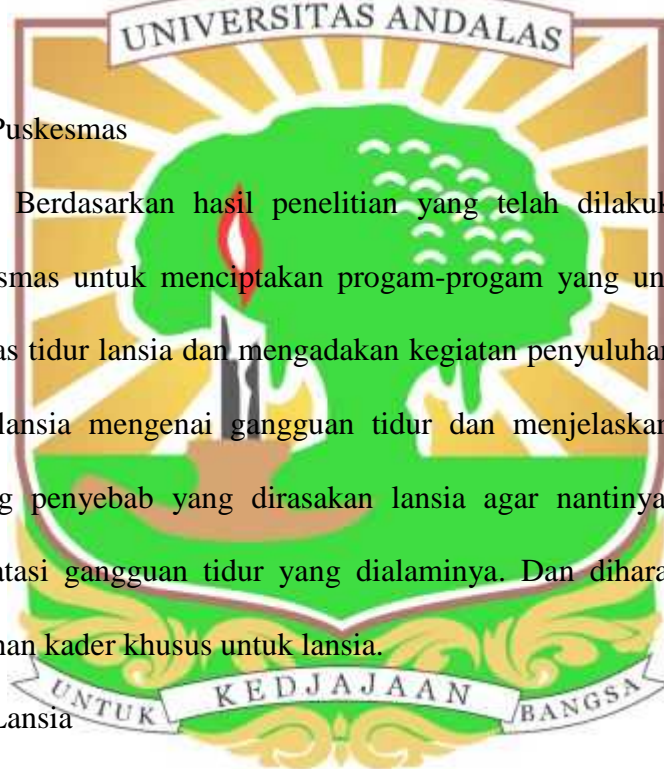 UNIVERSITAS ANDALAS
Puskesmas
Berdasarkan hasil penelitian yang telah dilakuk
smas untuk menciptakan progam-progam yang un
as tidur lansia dan mengadakan kegiatan penyuluhan
lansia mengenai gangguan tidur dan menjelaskan
g penyebab yang dirasakan lansia agar nantinya
atasi gangguan tidur yang dialaminya. Dan dihara
nan kader khusus untuk lansia.
UNTUK KEDJAJAAN BANGSA
Lansia